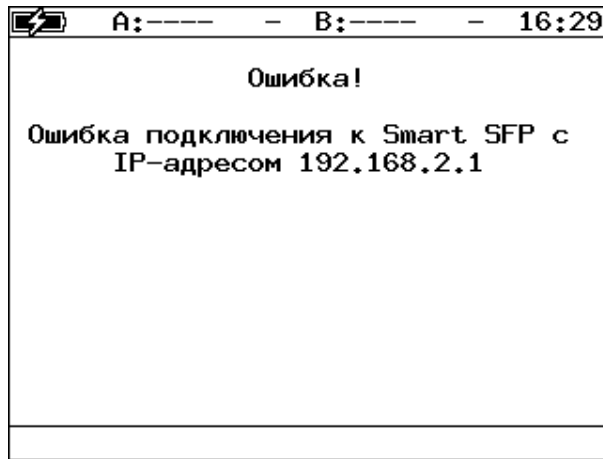 A:---- - B:---- - 16:29
Ошибка!
Ошибка подключения к Smart SFP с
IP-адресом 192.168.2.1